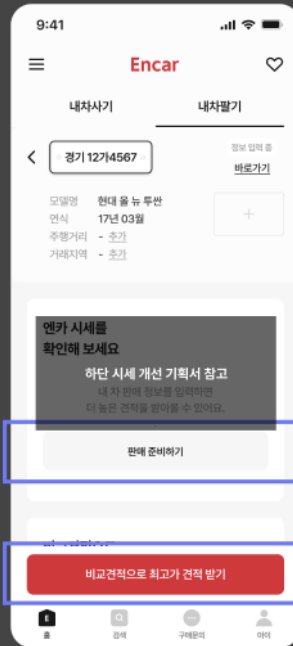 9:41
Encar
내차사기
내차팔기
경기 12가4567
정보 입력 중
바로가기
모델명 현대 올 뉴 투싼
연식 17년 03월
주행거리 - 추가
거래지역 - 추가
엔카 시세를
확인해 보세요
하단 시세 개선 기획서 참고
내 차 판매 정보를 입력하면
더 높은 견적을 받아볼 수 있어요.
판매 준비하기
비교견적으로 최고가 견적 받기
E
홈
검색
구매문의
마이